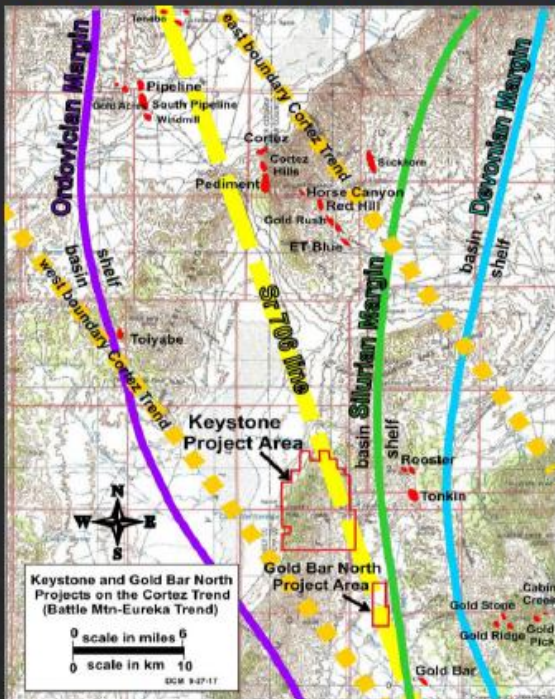 Tenabo
Pipeline
Gold Acres
South Pipeline
Windmill
east boundary Cortez Trend
Ordovician Margin
basin
shelf
Cortez
Cortez
Hills
Pediment
Buckhorn
Horse Canyon
Red Hill
Gold Rush
ET Blue
Devonian Margin
basin
shelf
west boundary Cortez Trend
Toiyabe
Sr 706 line
Silurian Margin
basin
shelf
Keystone
Project Area
Rooster
Tonkin
N
W
E
S
Gold Bar North
Project Area
Keystone and Gold Bar North
Projects on the Cortez Trend
(Battle Mtn-Eureka Trend)
0 scale in miles 6
0 scale in km 10
DCM 9-27-17
Cabin
Creek
Gold Stone
Gold Ridge
Gold
Pick
Gold Bar